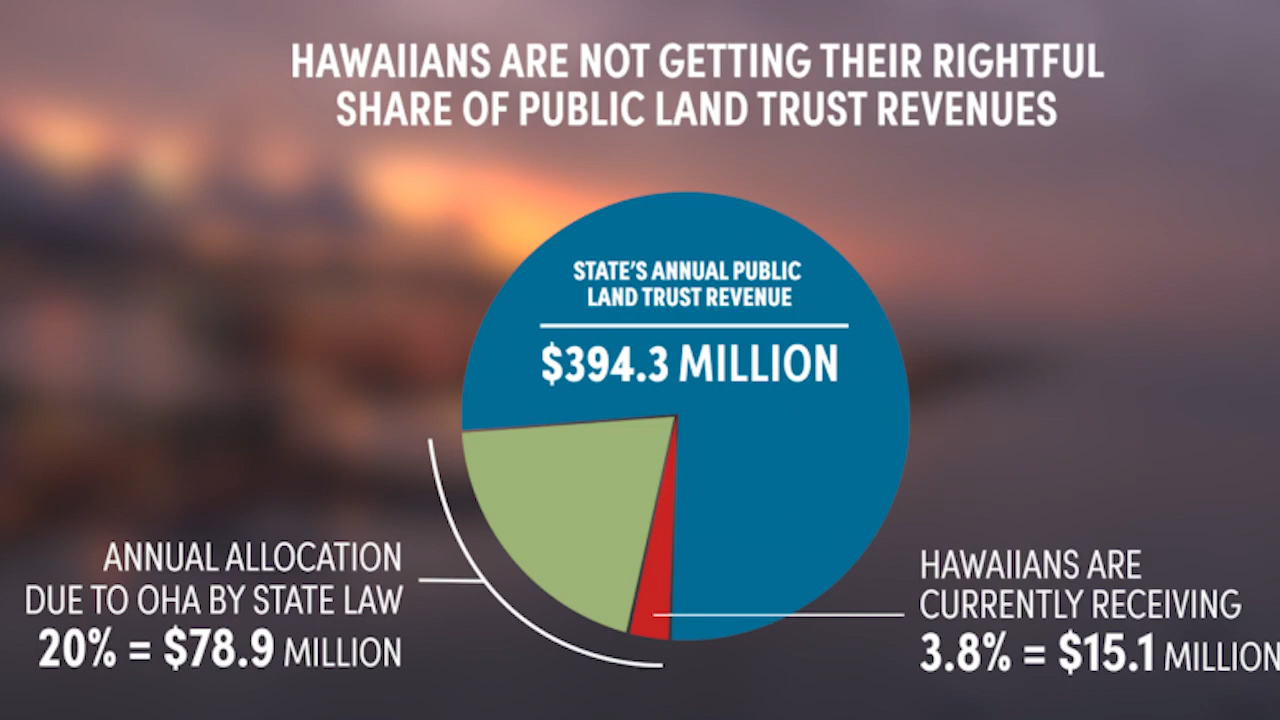 HAWAIIANS ARE NOT GETTING THEIR RIGHTFUL
SHARE OF PUBLIC LAND TRUST REVENUES
STATE'S ANNUAL PUBLIC
LAND TRUST REVENUE
$394.3 MILLION
ANNUAL ALLOCATION
DUE TO OHA BY STATE LAW
20% = $78.9 MILLION
HAWAIIANS ARE
CURRENTLY RECEIVING
3.8% = $15.1 MILLION